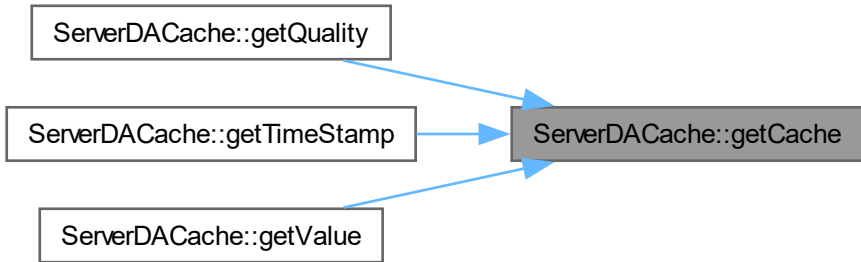 ServerDACache::getQuality
ServerDACache::getTimeStamp
ServerDACache::getCache
ServerDACache::getValue